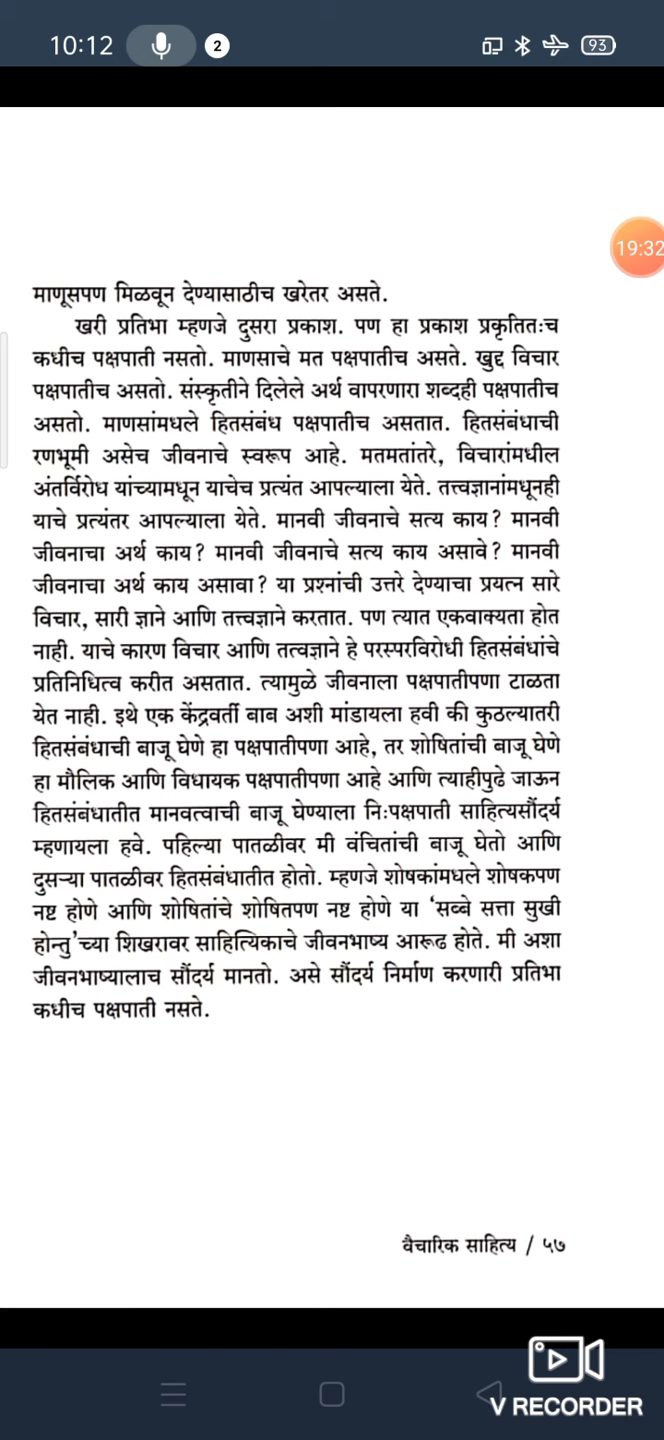 10:12
2
93
19:32
माणूसपण मिळवून देण्यासाठीच खरेतर असते.
खरी प्रतिभा म्हणजे दुसरा प्रकाश. पण हा प्रकाश प्रकृतितःच
कधीच पक्षपाती नसतो. माणसाचे मत पक्षपातीच असते. खुद्द विचार
पक्षपातीच असतो. संस्कृतीने दिलेले अर्थ वापरणारा शब्दही पक्षपातीच
असतो. माणसांमधले हितसंबंध पक्षपातीच असतात. हितसंबंधाची
रणभूमी असेच जीवनाचे स्वरूप आहे. मतमतांतरे, विचारांमधील
अंतर्विरोध यांच्यामधून याचेच प्रत्यंत आपल्याला येते. तत्त्वज्ञानांमधूनही
याचे प्रत्यंतर आपल्याला येते. मानवी जीवनाचे सत्य काय? मानवी
जीवनाचा अर्थ काय? मानवी जीवनाचे सत्य काय असावे? मानवी
जीवनाचा अर्थ काय असावा? या प्रश्नांची उत्तरे देण्याचा प्रयत्न सारे
विचार, सारी ज्ञाने आणि तत्त्वज्ञाने करतात. पण त्यात एकवाक्यता होत
नाही. याचे कारण विचार आणि तत्वज्ञाने हे परस्परविरोधी हितसंबंधांचे
प्रतिनिधित्व करीत असतात. त्यामुळे जीवनाला पक्षपातीपणा टाळता
येत नाही. इथे एक केंद्रवर्ती बाब अशी मांडायला हवी की कुठल्यातरी
हितसंबंधाची बाजू घेणे हा पक्षपातीपणा आहे, तर शोषितांची बाजू घेणे
हा मौलिक आणि विधायक पक्षपातीपणा आहे आणि त्याहीपुढे जाऊन
हितसंबंधातीत मानवत्वाची बाजू घेण्याला निःपक्षपाती साहित्यसौंदर्य
म्हणायला हवे. पहिल्या पातळीवर मी वंचितांची बाजू घेतो आणि
दुसऱ्या पातळीवर हितसंबंधातीत होतो. म्हणजे शोषकांमधले शोषकपण
नष्ट होणे आणि शोषितांचे शोषितपण नष्ट होणे या ‘सब्बे सत्ता सुखी
होन्तु’च्या शिखरावर साहित्यिकाचे जीवनभाष्य आरूढ होते. मी अशा
जीवनभाष्यालाच सौंदर्य मानतो. असे सौंदर्य निर्माण करणारी प्रतिभा
कधीच पक्षपाती नसते.
वैचारिक साहित्य / ५७
V RECORDER